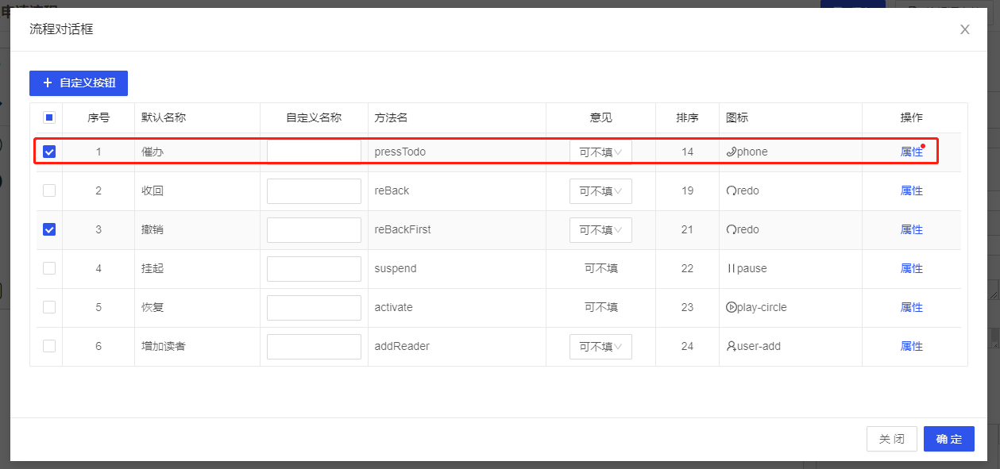 流程对话框
自定义按钮
序号 默认名称 自定义名称 方法名 意见 排序 图标 操作
1 催办 pressTodo 可不填 14 phone 属性
2 收回 reBack 可不填 19 redo 属性
3 撤销 reBackFirst 可不填 21 redo 属性
4 挂起 suspend 可不填 22 pause 属性
5 恢复 activate 可不填 23 play-circle 属性
6 增加读者 addReader 可不填 24 user-add 属性
关 闭 确 定